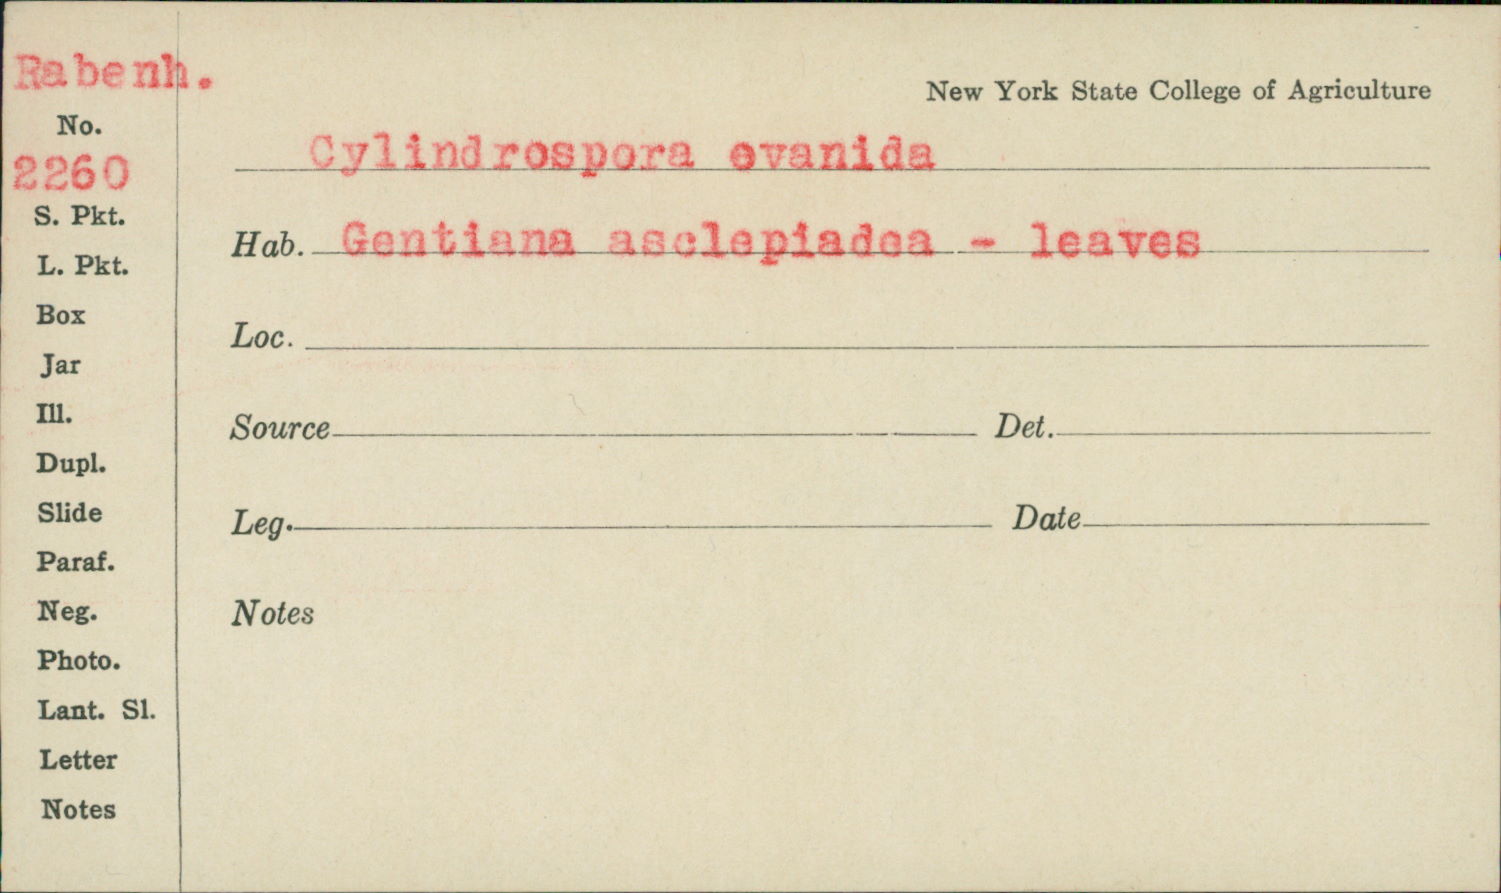 Rabenh.
New York State College of Agriculture
No.
2260
Cylindrospora evanida
S. Pkt.
Hab. Gentiana asclepiadea - leaves
L. Pkt.
Box
Loc.
Jar
Ill.
Source Det.
Dupl.
Slide
Leg. Date
Paraf.
Neg.
Notes
Photo.
Lant. Sl.
Letter
Notes